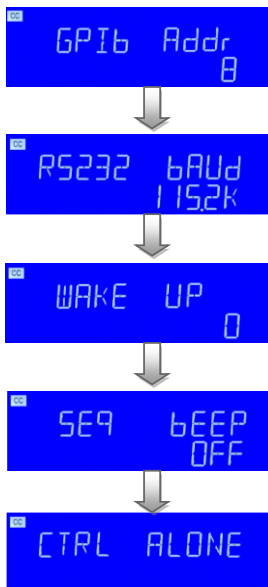 CC
GPIb Addr
8
CC
RS232 bAUd
115.2K
CC
WAKE UP
0
CC
SEq bEEP
OFF
CC
CTRL ALONE